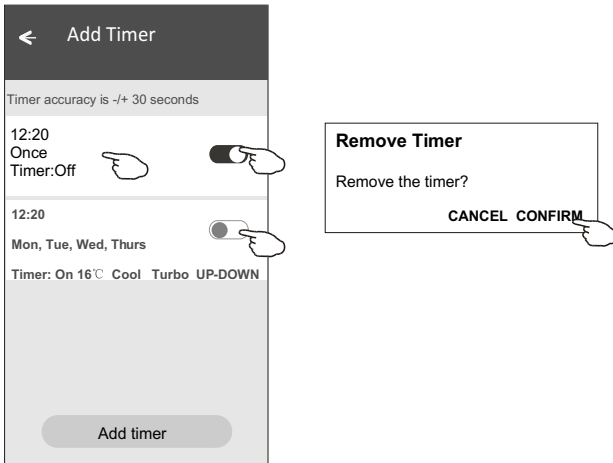 Add Timer
Timer accuracy is -/+ 30 seconds
12:20
Once
Timer:Off
12:20
Mon, Tue, Wed, Thurs
Timer: On 16℃ Cool Turbo UP-DOWN
Add timer
Remove Timer
Remove the timer?
CANCEL CONFIRM